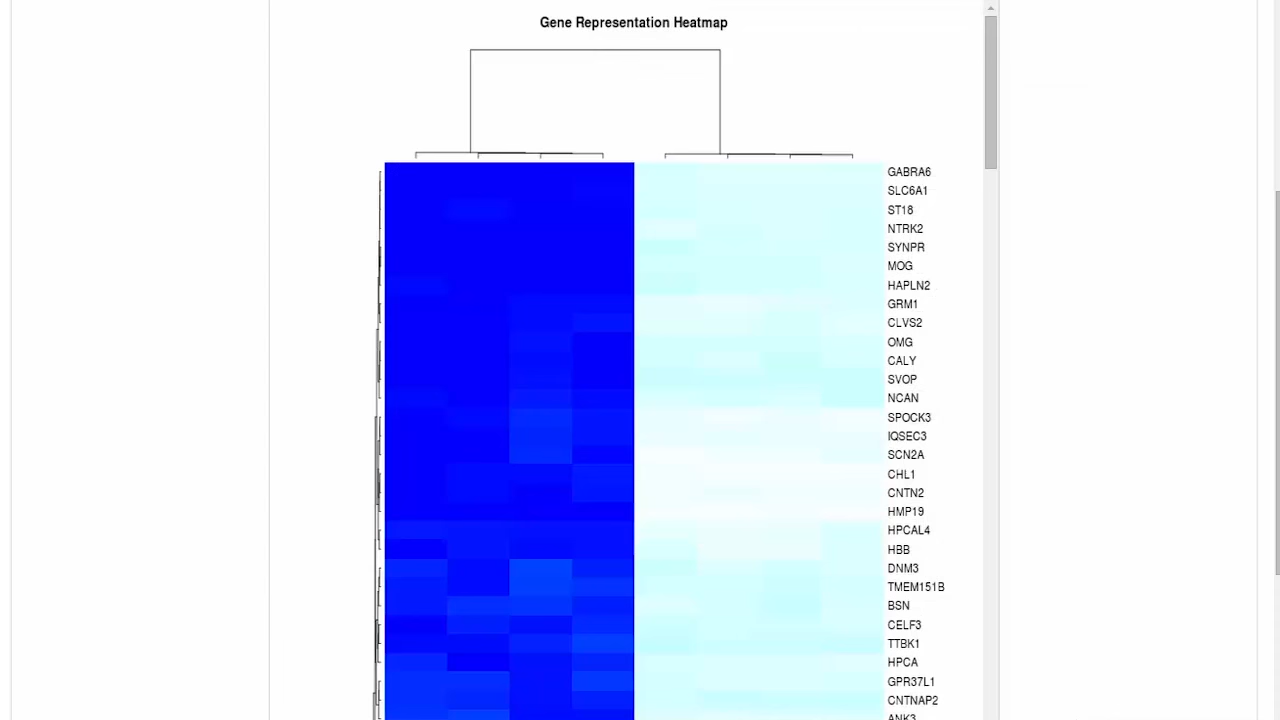 Gene Representation Heatmap
GABRA6
SLC6A1
ST18
NTRK2
SYNPR
MOG
HAPLN2
GRM1
CLVS2
OMG
CALY
SVOP
NCAN
SPOCK3
IQSEC3
SCN2A
CHL1
CNTN2
HMP19
HPCAL4
HBB
DNM3
TMEM151B
BSN
CELF3
TTBK1
HPCA
GPR37L1
CNTNAP2
ANK3